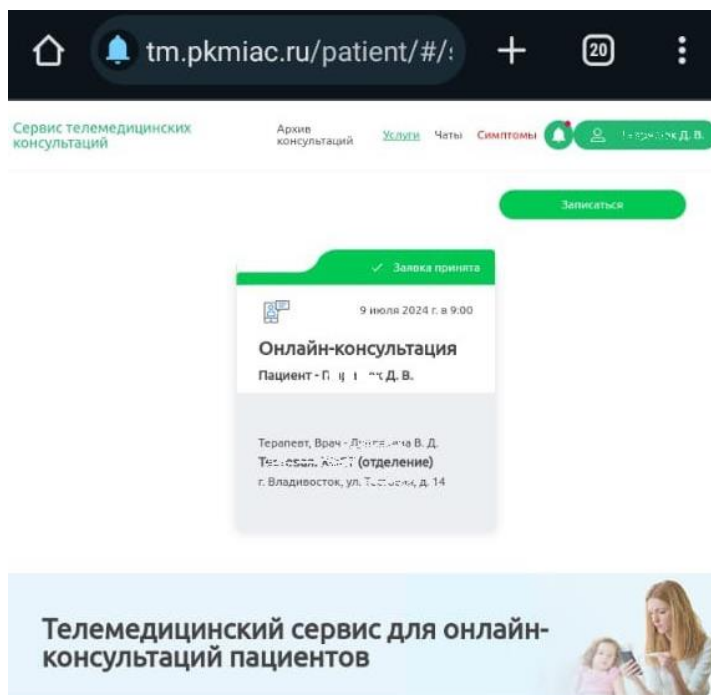 tm.pkmiac.ru/patient/#/
20
Сервис телемедицинских
консультаций
Архив
консультаций
Услуги
Чаты
Симптомы
Д. В.
Записаться
Заявка принята
9 июля 2024 г. в 9:00
Онлайн-консультация
Пациент - Д. В.
Терапевт, Врач - В. Д.
(отделение)
г. Владивосток, ул. д. 14
Телемедицинский сервис для онлайн-
консультаций пациентов